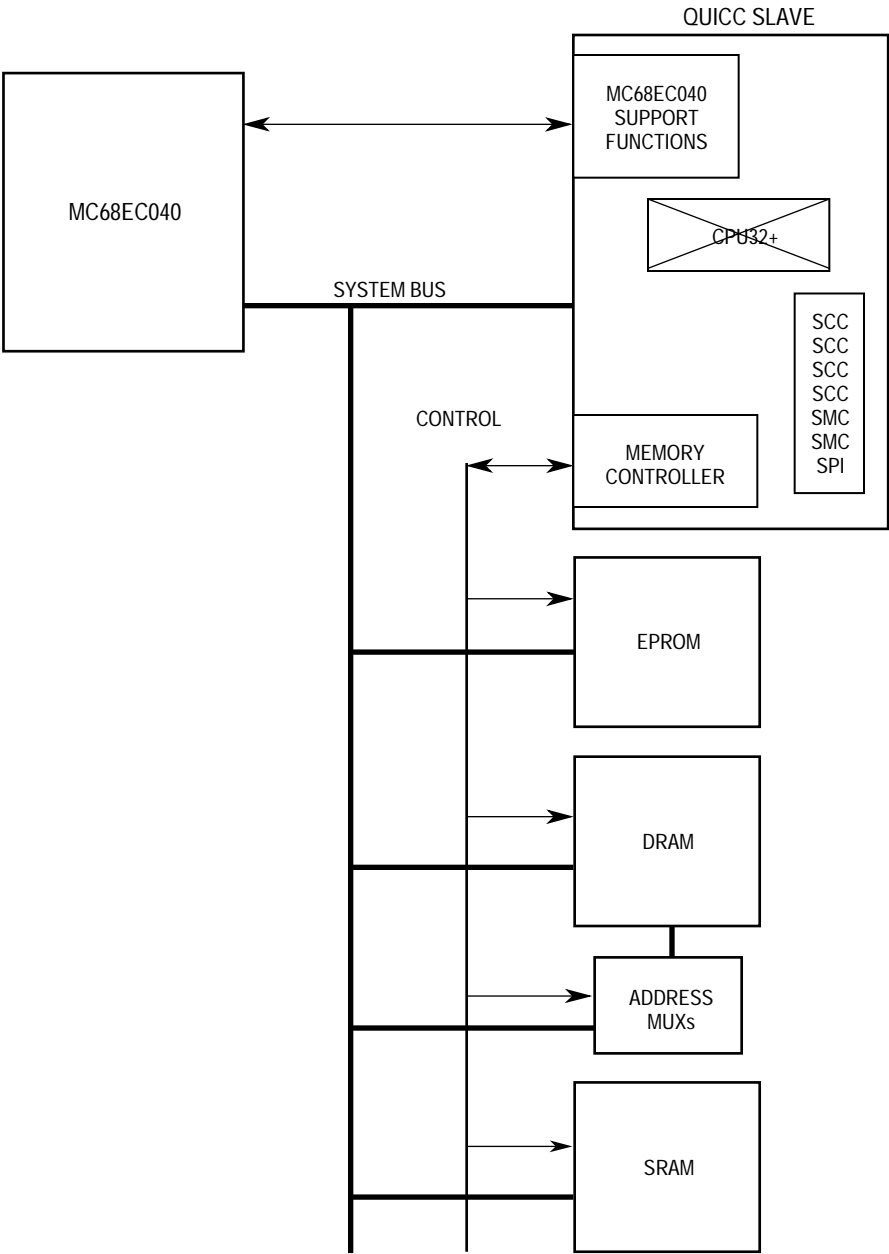 QUICC SLAVE
MC68EC040
SUPPORT
FUNCTIONS
MC68EC040
CPU32+
SYSTEM BUS
SCC
SCC
SCC
SCC
SMC
SMC
SPI
CONTROL
MEMORY
CONTROLLER
EPROM
DRAM
ADDRESS
MUXs
SRAM